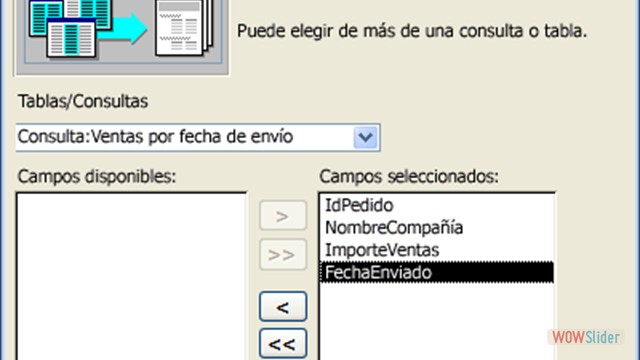 Puede elegir de más de una consulta o tabla.
Tablas/Consultas
Consulta:Ventas por fecha de envío
Campos disponibles:
Campos seleccionados:
IdPedido
NombreCompañía
ImporteVentas
FechaEnviado
>
>>
<
<<
WOWSlider